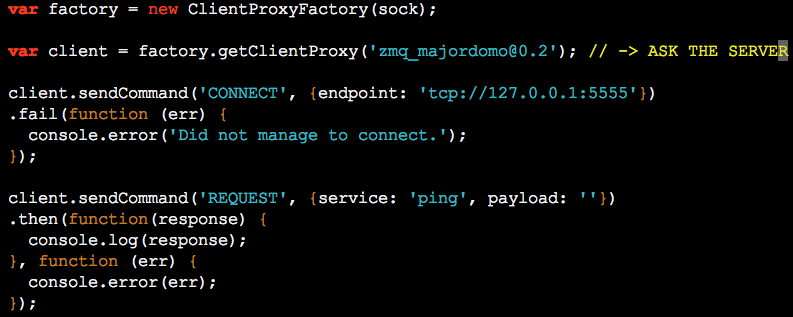 var factory = new ClientProxyFactory(sock);
var client = factory.getClientProxy('zmq_majordomo@0.2'); // -> ASK THE SERVER
client.sendCommand('CONNECT', {endpoint: 'tcp://127.0.0.1:5555'})
.fail(function (err) {
  console.error('Did not manage to connect.');
});
client.sendCommand('REQUEST', {service: 'ping', payload: ''})
.then(function(response) {
  console.log(response);
}, function (err) {
  console.error(err);
});